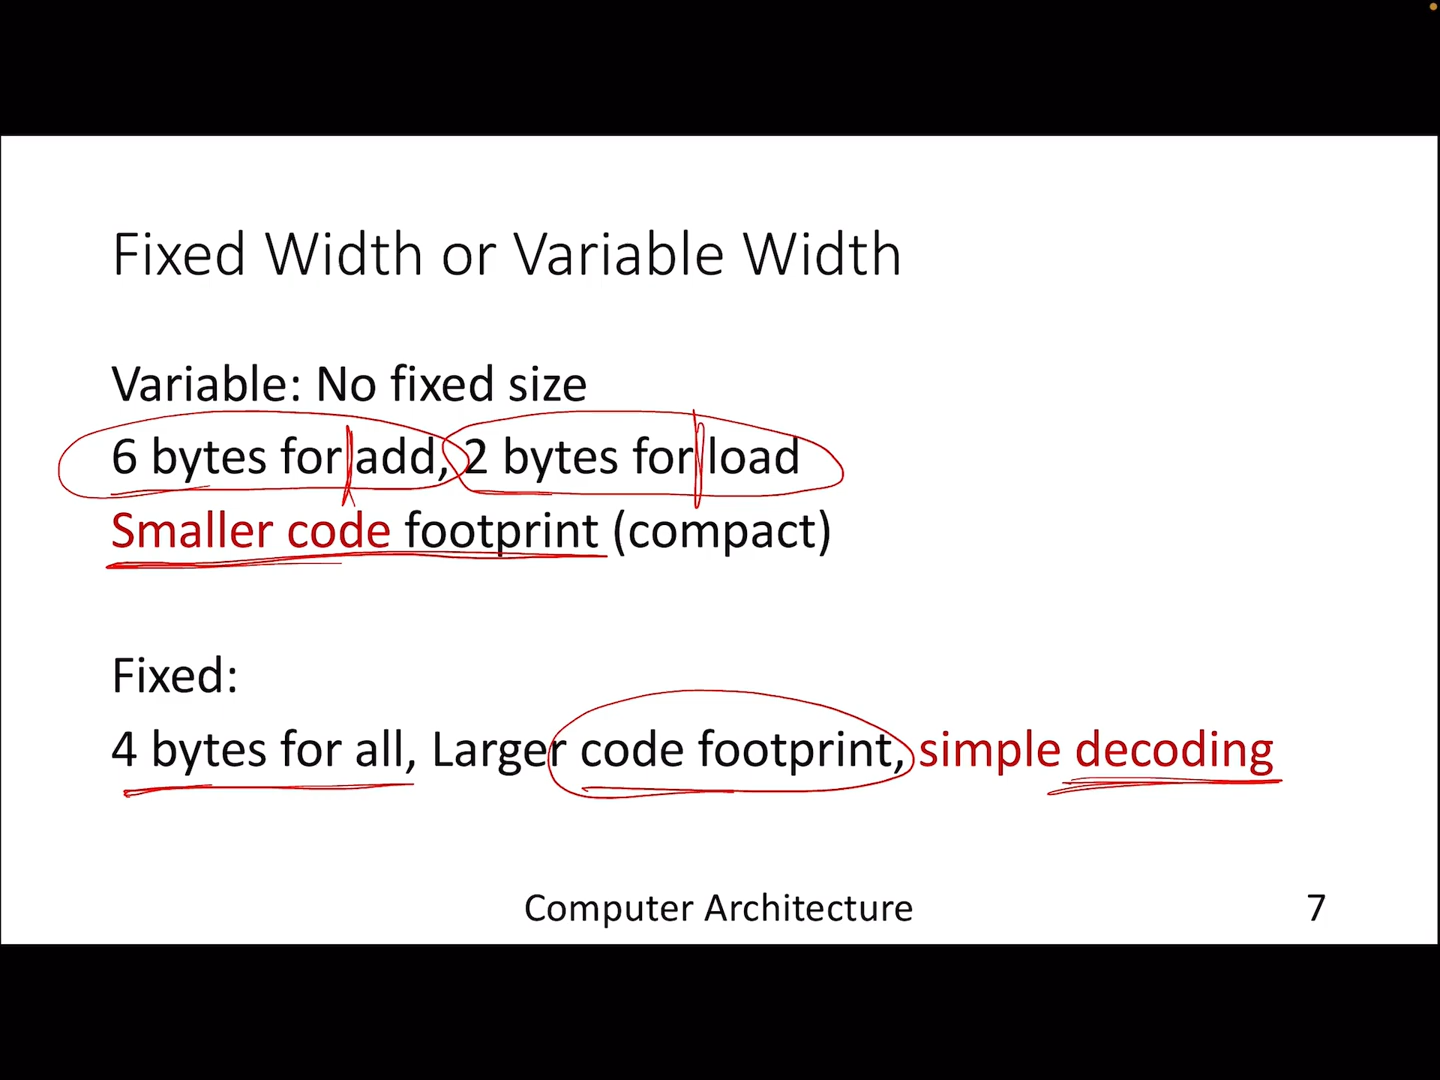 Fixed Width or Variable Width
Variable: No fixed size
6 bytes for add, 2 bytes for load
Smaller code footprint (compact)
Fixed:
4 bytes for all, Larger code footprint, simple decoding
Computer Architecture
7